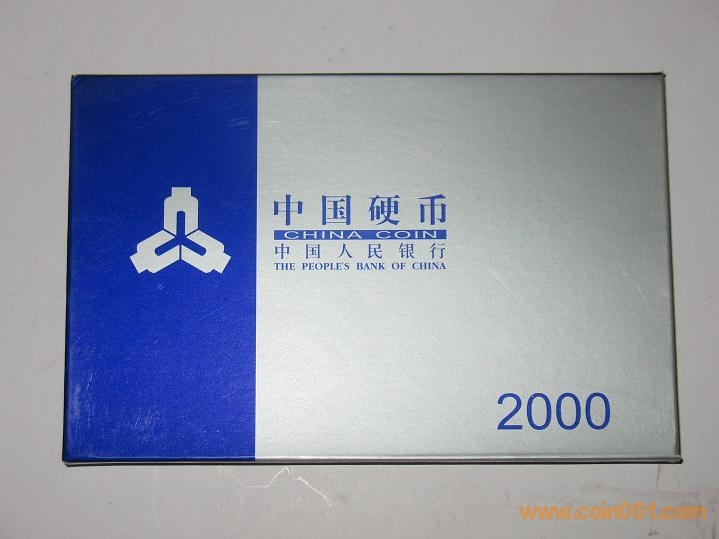 中国硬币
CHINA COIN
中国人民银行
THE PEOPLE'S BANK OF CHINA
2000
www.coin001.com